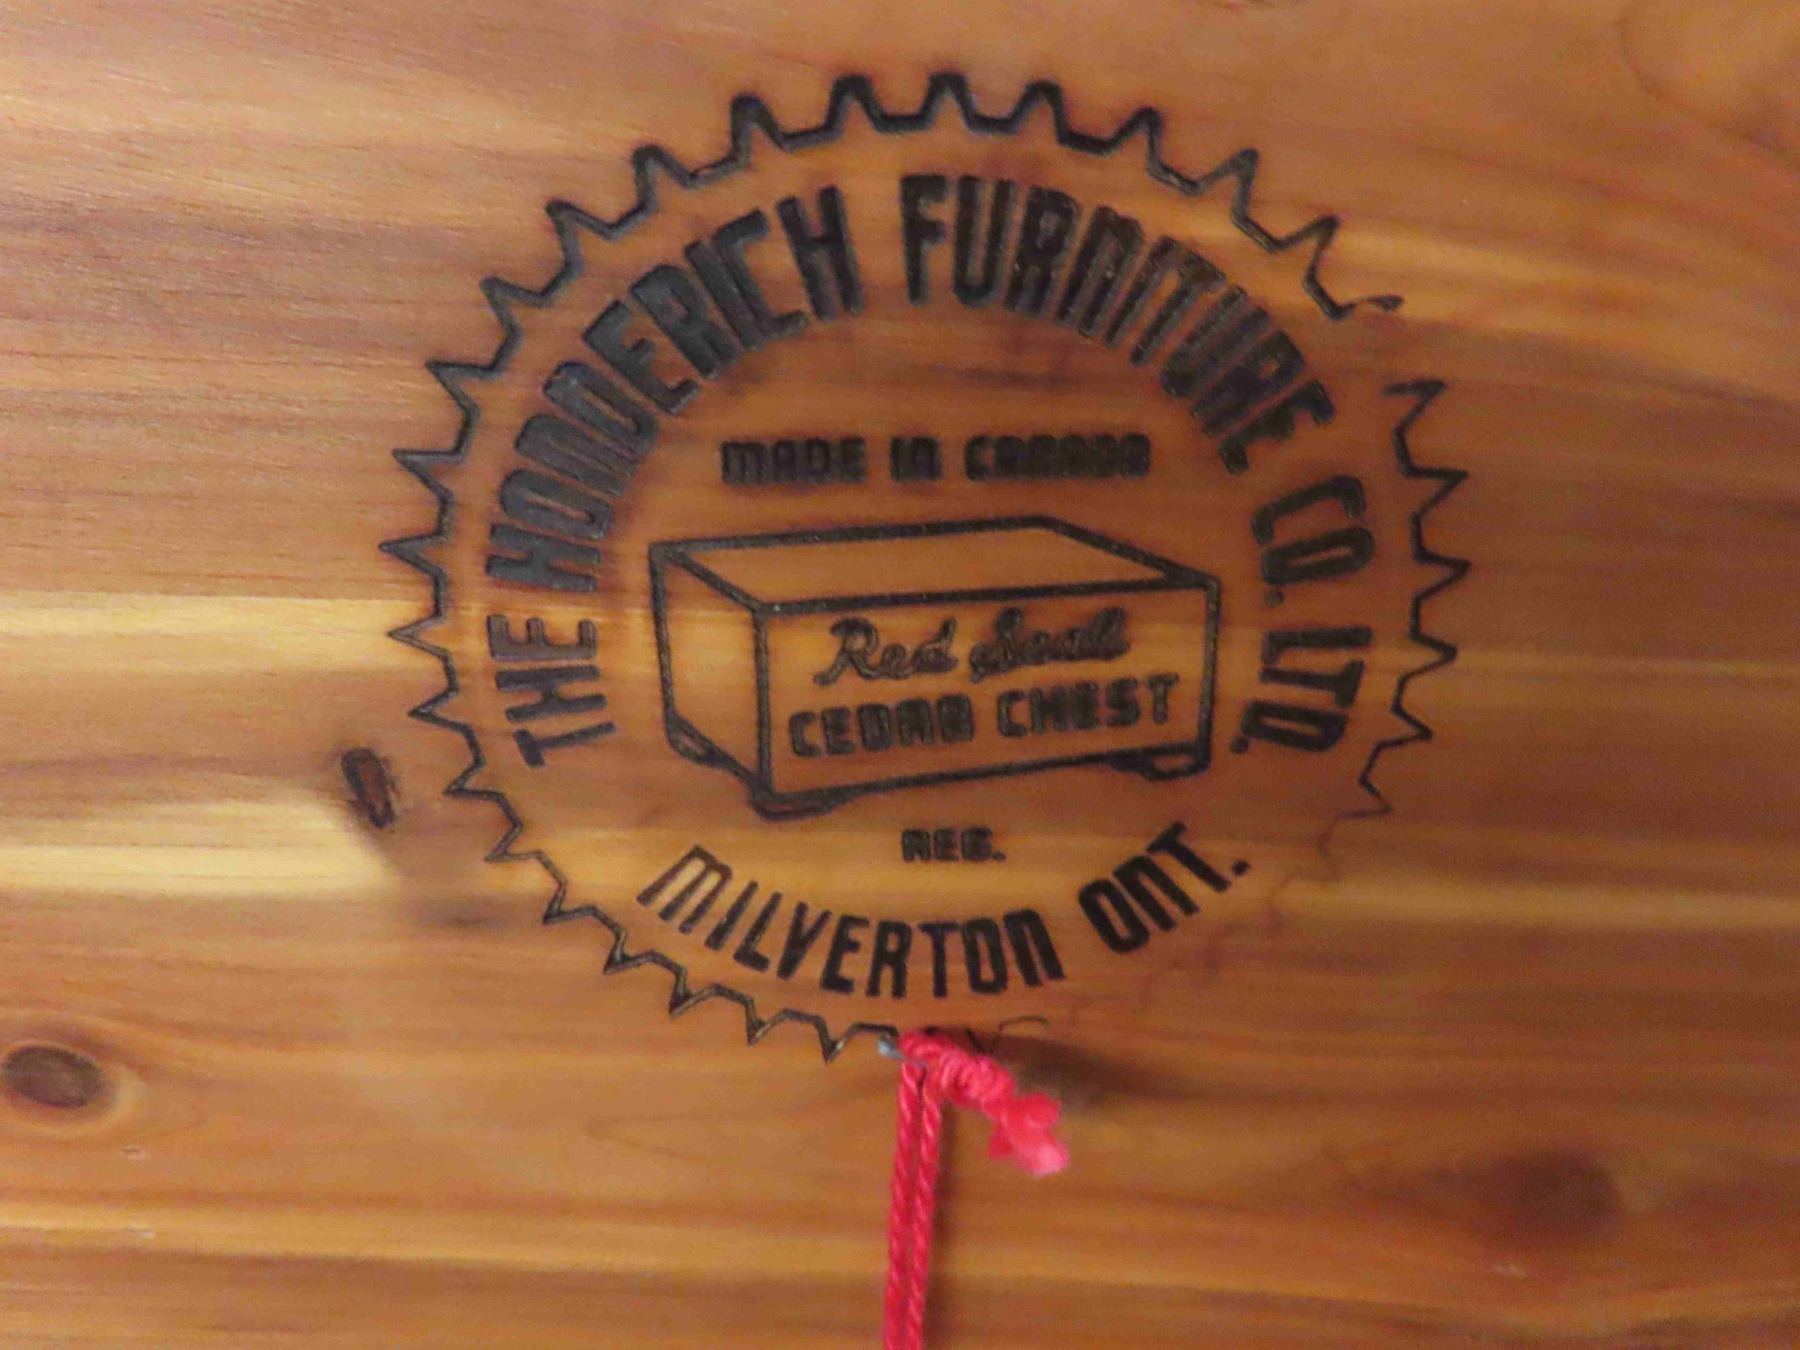 THE HONDERICH FURNITURE CO. LTD.
MADE IN CANADA
Red Seal
CEDAR CHEST
REG.
MILVERTON ONT.